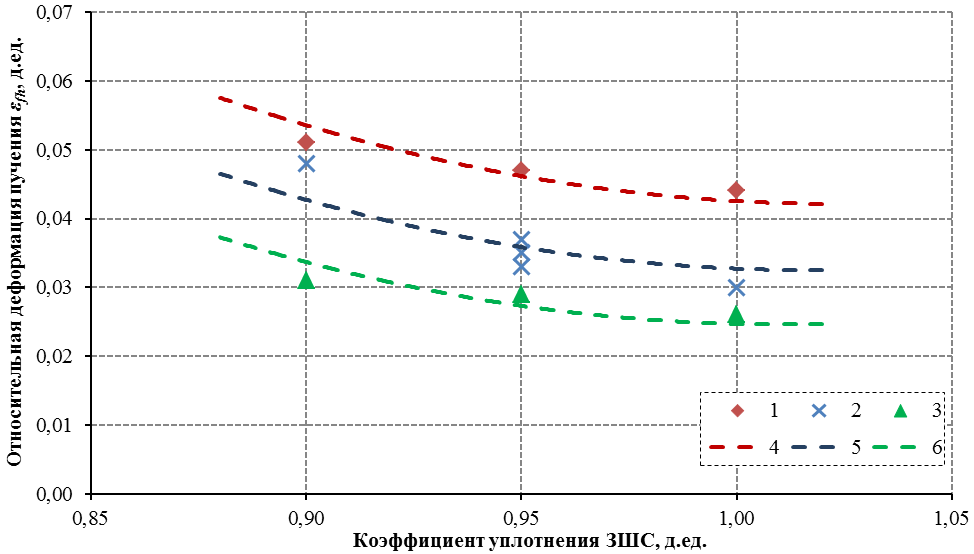 Относительная деформация пучения εfh, д.ед.
0,07
0,06
0,05
0,04
0,03
0,02
0,01
0,00
0,85 0,90 0,95 1,00 1,05
Коэффициент уплотнения ЗШС, д.ед.
1 2 3
4 5 6